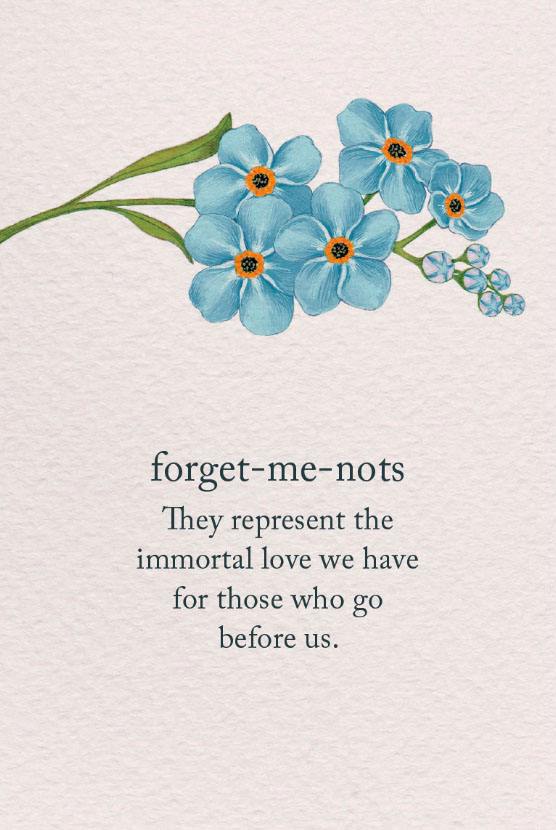 forget-me-nots
They represent the
immortal love we have
for those who go
before us.